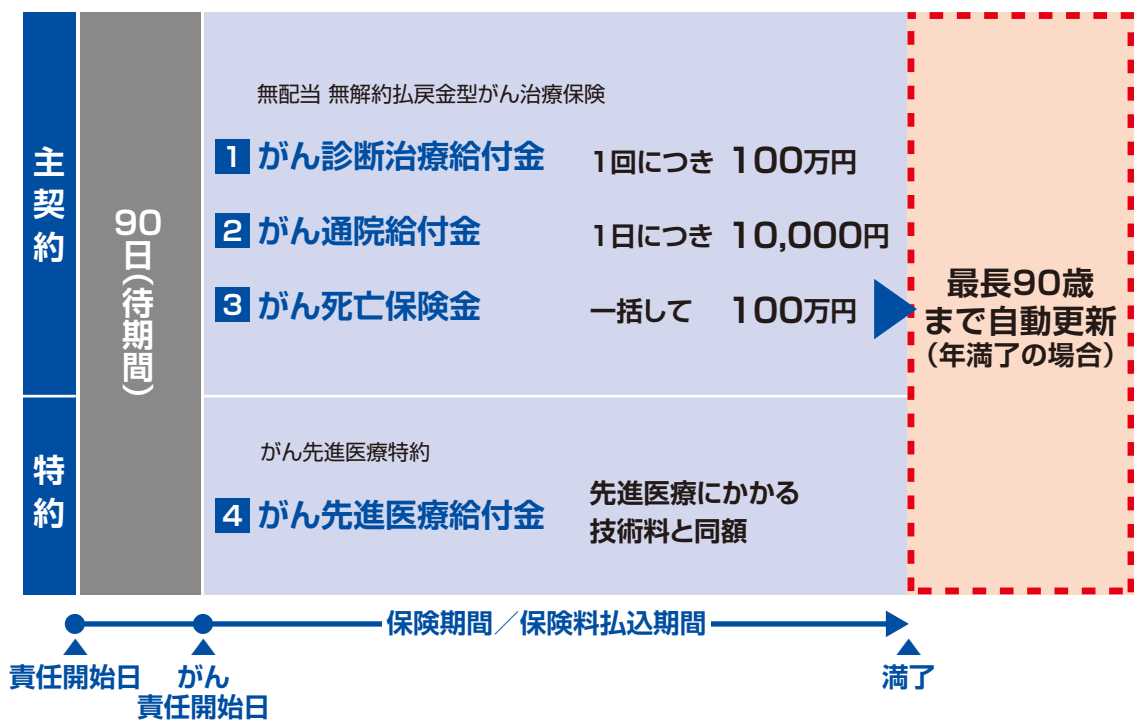 主契約
特約
90日(待期間)
無配当 無解約払戻金型がん治療保険
1 がん診断治療給付金 1回につき 100万円
2 がん通院給付金 1日につき 10,000円
3 がん死亡保険金 一括して 100万円
がん先進医療特約
4 がん先進医療給付金
先進医療にかかる
技術料と同額
最長90歳
まで自動更新
(年満了の場合)
保険期間/保険料払込期間
責任開始日
がん
責任開始日
満了